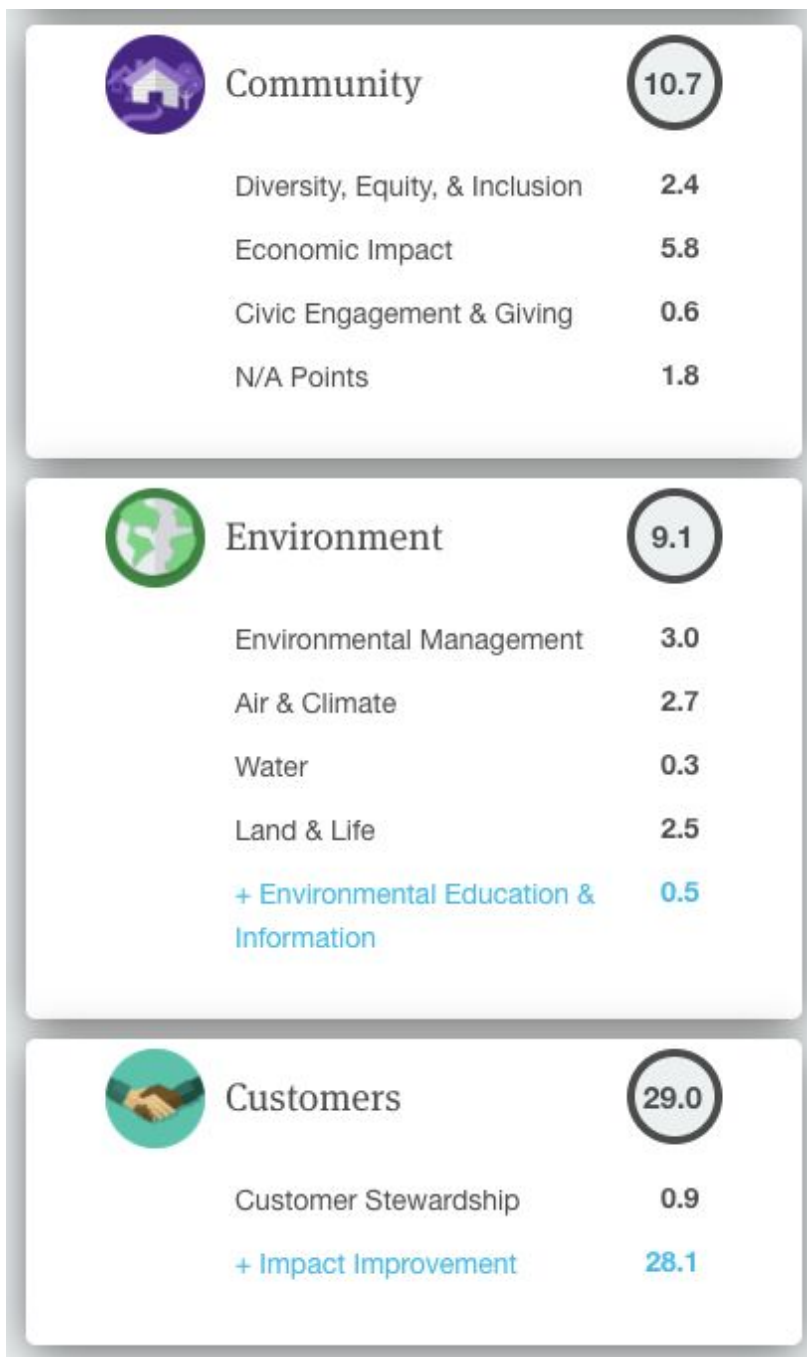 Community 10.7
Diversity, Equity, & Inclusion 2.4
Economic Impact 5.8
Civic Engagement & Giving 0.6
N/A Points 1.8
Environment 9.1
Environmental Management 3.0
Air & Climate 2.7
Water 0.3
Land & Life 2.5
+ Environmental Education & 0.5
Information
Customers 29.0
Customer Stewardship 0.9
+ Impact Improvement 28.1